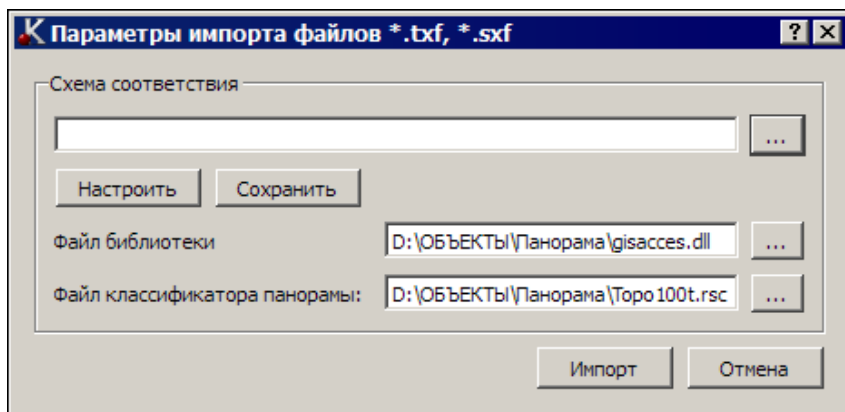 Параметры импорта файлов *.txf, *.sxf
Схема соответствия
...
Настроить Сохранить
Файл библиотеки D:\ОБЪЕКТЫ\Панорама\gisacces.dll ...
Файл классификатора панорамы: D:\ОБЪЕКТЫ\Панорама\Topo100t.rsc ...
Импорт Отмена